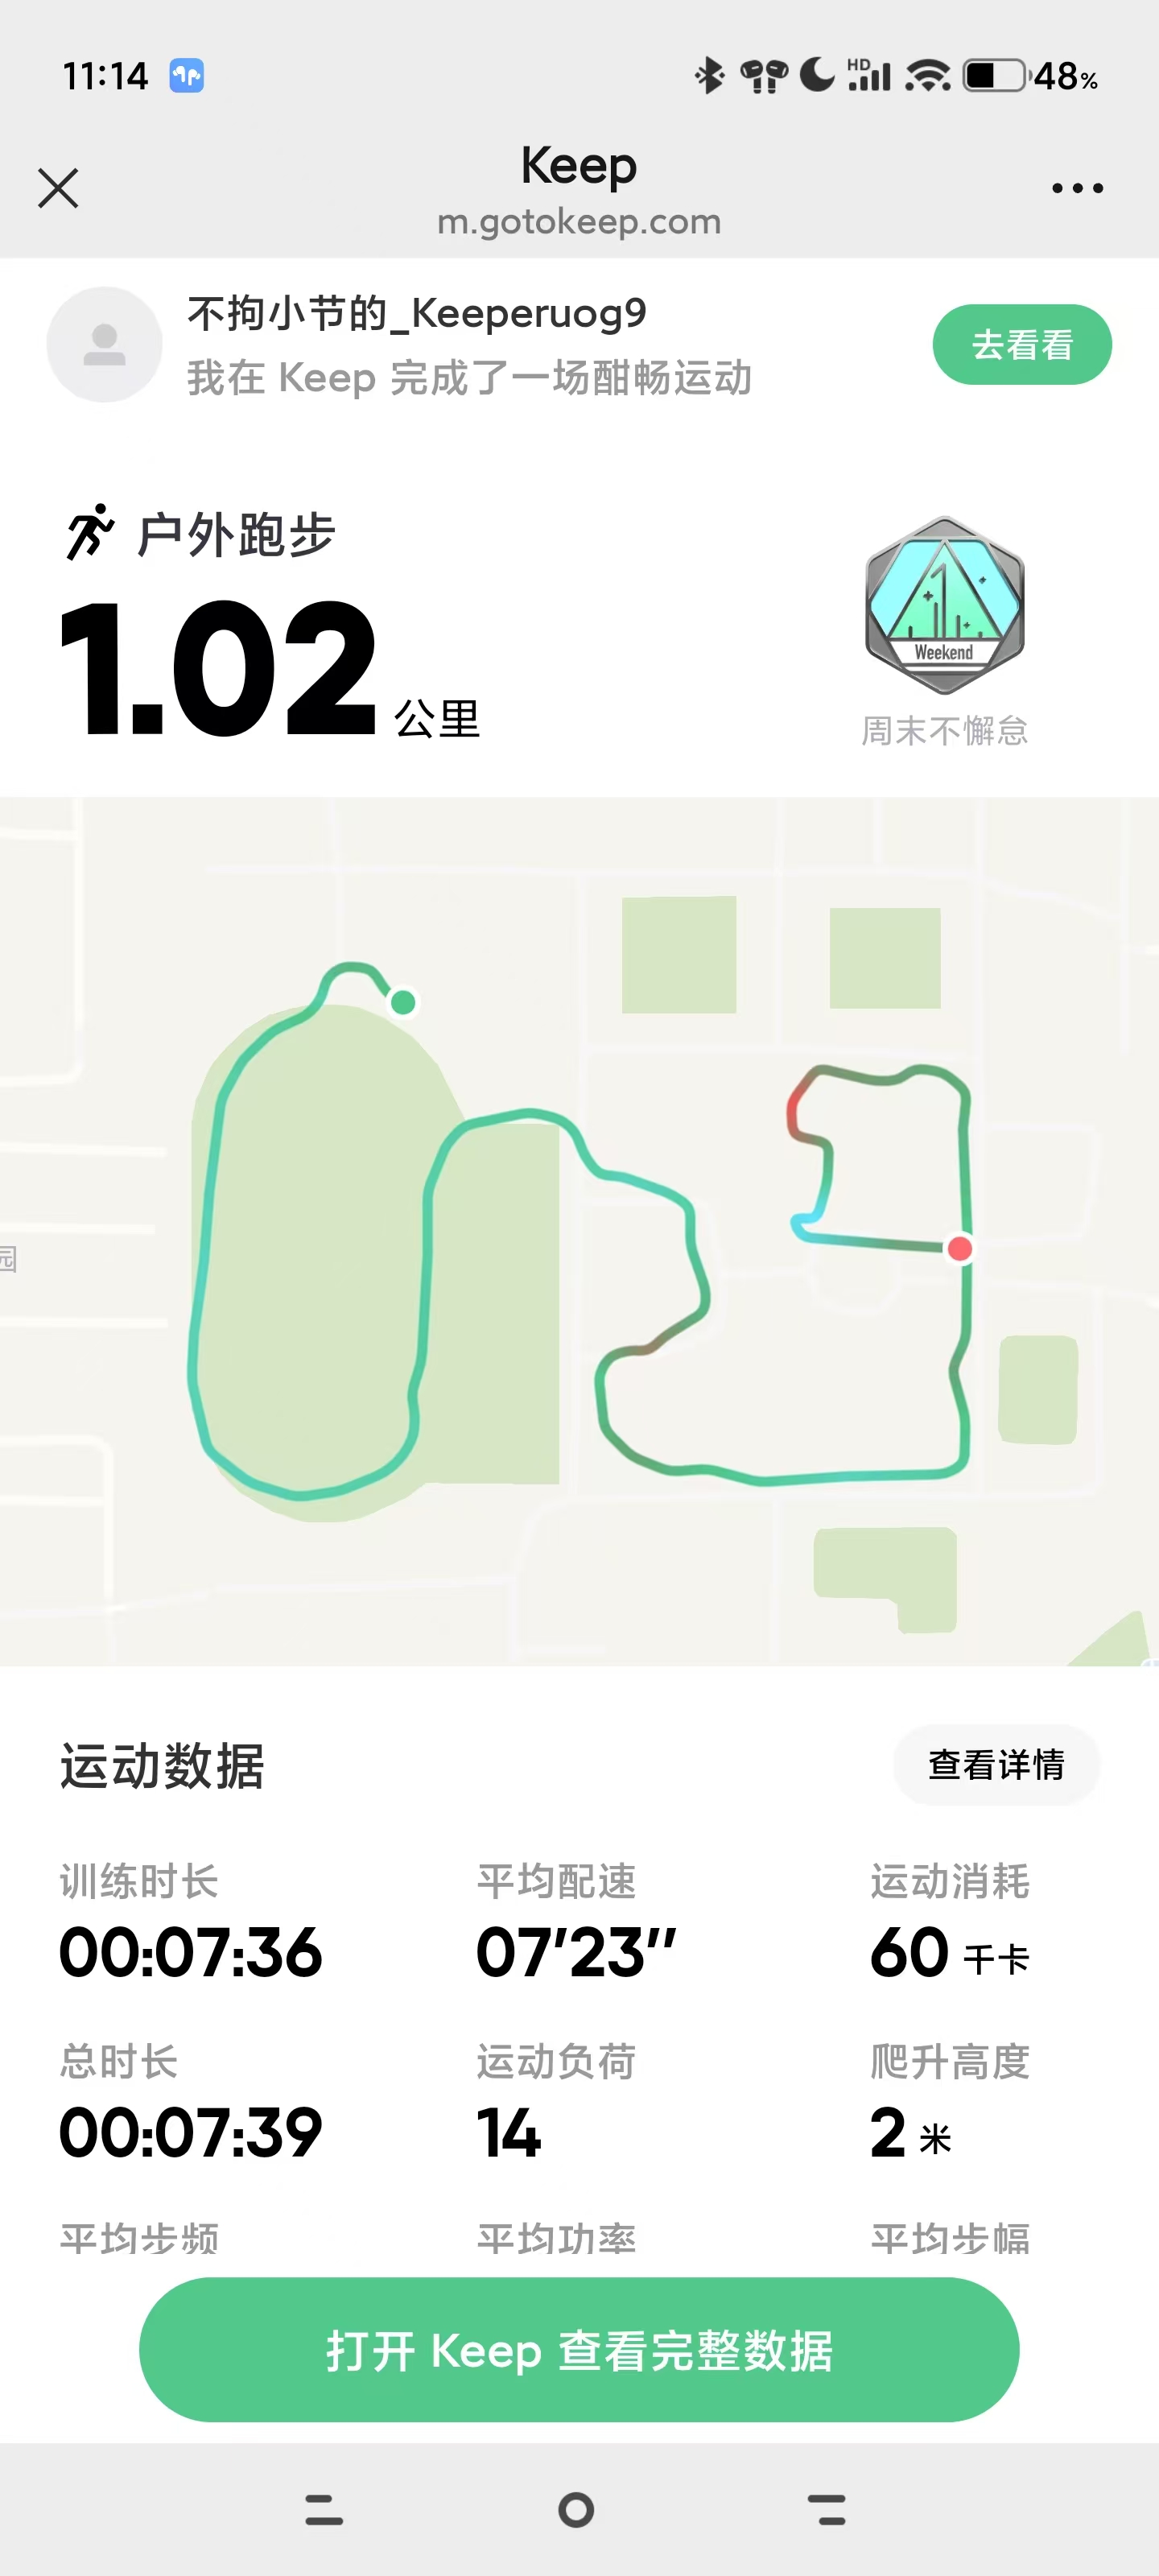 11:14
HD
48%
Keep
m.gotokeep.com
不拘小节的_Keeperuog9
我在 Keep 完成了一场酣畅运动
去看看
户外跑步
1.02 公里
1
Weekend
周末不懈怠
园
运动数据
查看详情
训练时长 平均配速 运动消耗
00:07:36 07'23'' 60 千卡
总时长 运动负荷 爬升高度
00:07:39 14 2 米
平均步频 平均功率 平均步幅
打开 Keep 查看完整数据